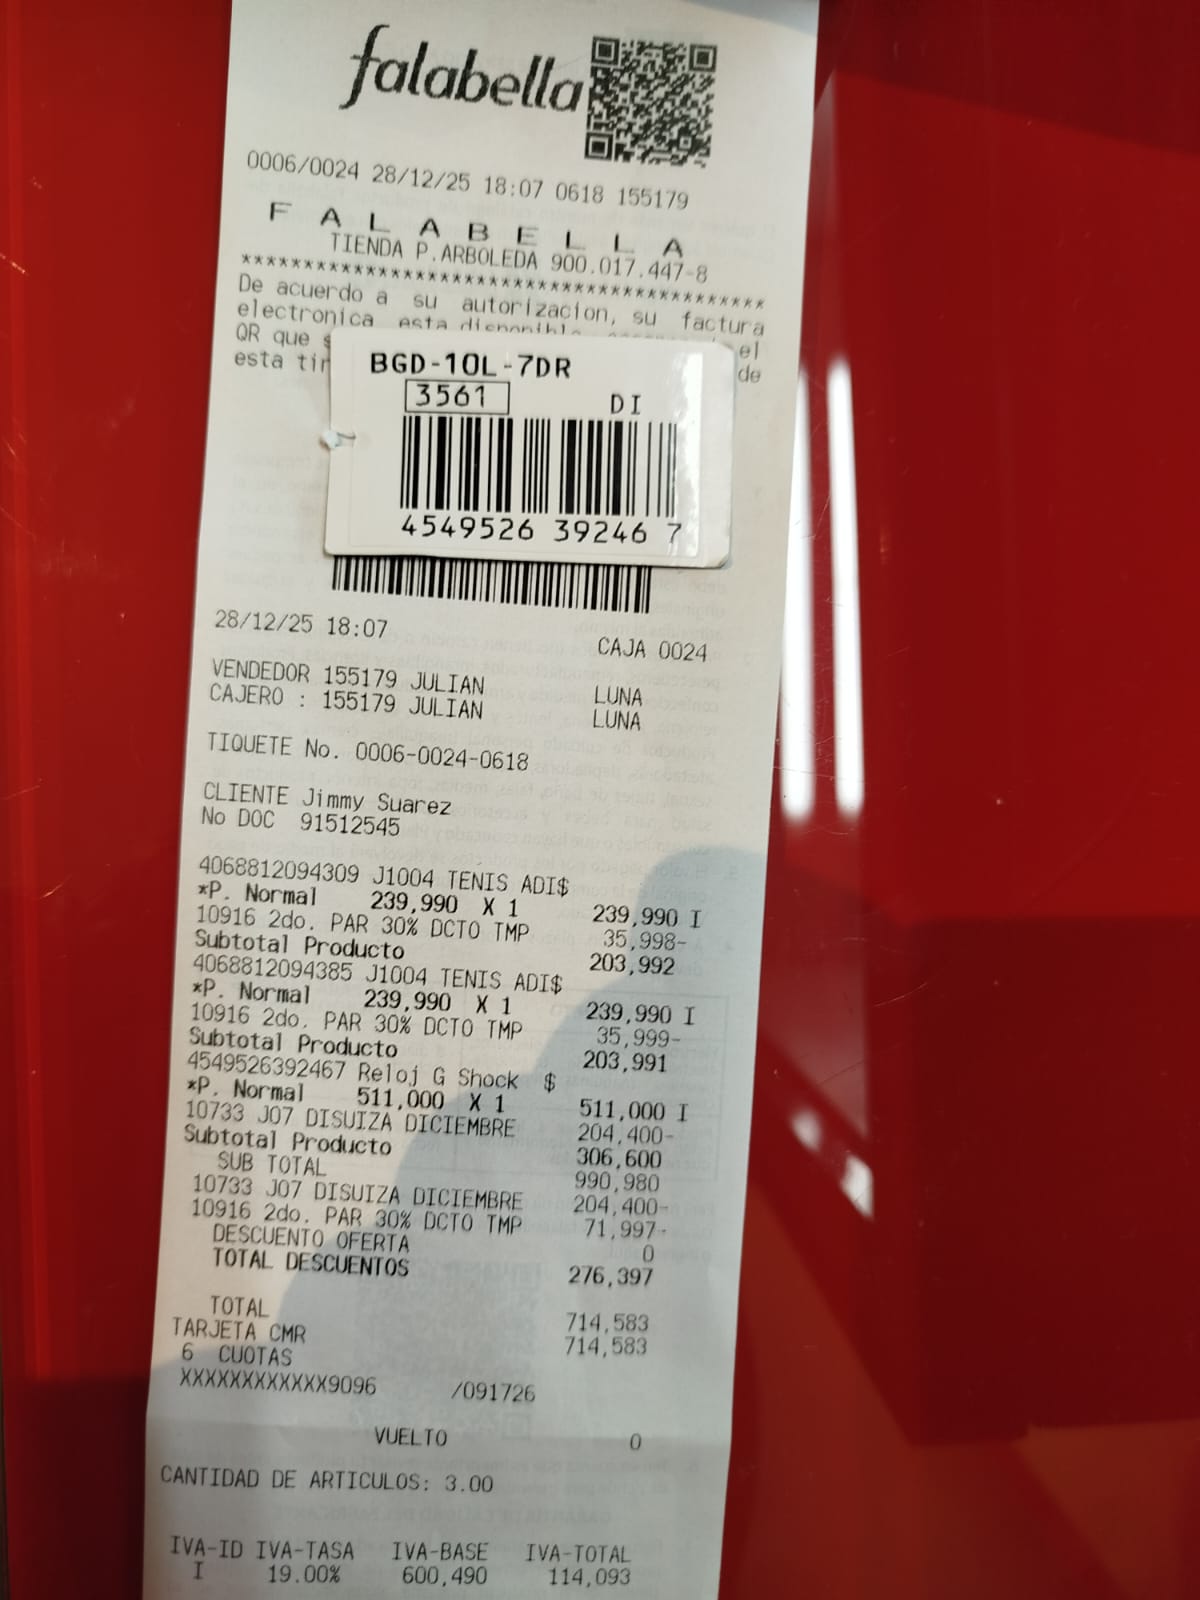 falabella
0006/0024 28/12/25 18:07 0618 155179
F A L A B E L L A
TIENDA P.ARBOLEDA 900.017.447-8
*****************************************
De acuerdo a su autorizacion, su factura
electronica esta disponible el
QR que de
esta tir
BGD-10L-7DR
3561 DI
4549526 39246 7
28/12/25 18:07 CAJA 0024
VENDEDOR 155179 JULIAN LUNA
CAJERO : 155179 JULIAN LUNA
TIQUETE No. 0006-0024-0618
CLIENTE Jimmy Suarez
No DOC 91512545
4068812094309 J1004 TENIS ADI$
*P. Normal 239,990 X 1 239,990 I
10916 2do. PAR 30% DCTO TMP 35,998-
Subtotal Producto 203,992
4068812094385 J1004 TENIS ADI$
*P. Normal 239,990 X 1 239,990 I
10916 2do. PAR 30% DCTO TMP 35,999-
Subtotal Producto 203,991
4549526392467 Reloj G Shock $
*P. Normal 511,000 X 1 511,000 I
10733 J07 DISUIZA DICIEMBRE 204,400-
Subtotal Producto 306,600
SUB TOTAL 990,980
10733 J07 DISUIZA DICIEMBRE 204,400-
10916 2do. PAR 30% DCTO TMP 71,997-
DESCUENTO OFERTA 0
TOTAL DESCUENTOS 276,397
TOTAL 714,583
TARJETA CMR 714,583
6 CUOTAS
XXXXXXXXXXXX9096 /091726
VUELTO 0
CANTIDAD DE ARTICULOS: 3.00
IVA-ID IVA-TASA IVA-BASE IVA-TOTAL
I 19.00% 600,490 114,093